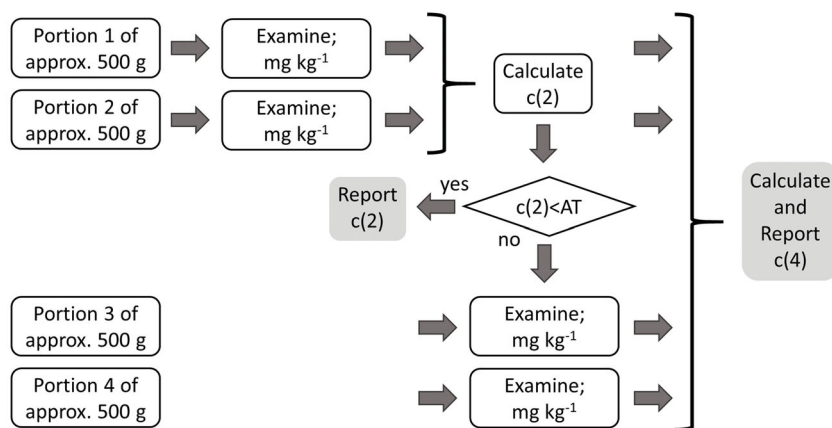 Portion 1 of
approx. 500 g
Examine;
mg kg⁻¹
Portion 2 of
approx. 500 g
Examine;
mg kg⁻¹
Calculate
c(2)
c(2)<AT
yes
no
Report
c(2)
Portion 3 of
approx. 500 g
Examine;
mg kg⁻¹
Portion 4 of
approx. 500 g
Examine;
mg kg⁻¹
Calculate
and
Report
c(4)